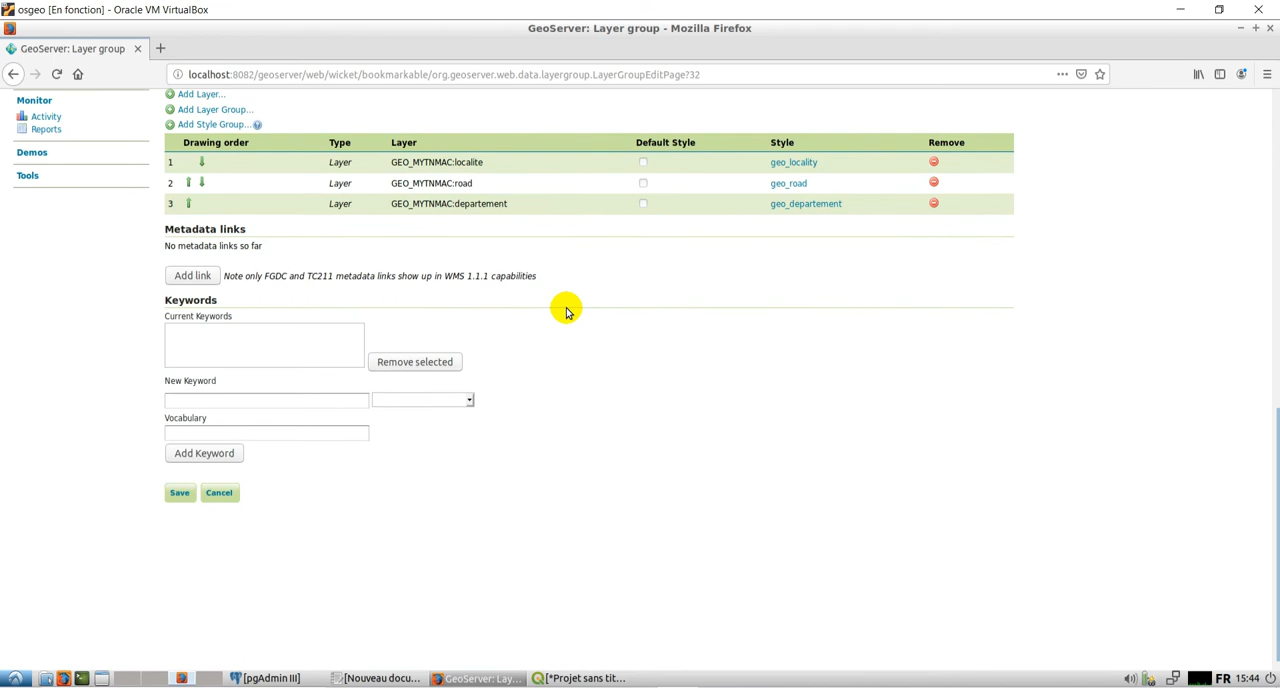 osgeo [En fonction] - Oracle VM VirtualBox
GeoServer: Layer group - Mozilla Firefox
GeoServer: Layer group
localhost:8082/geoserver/web/wicket/bookmarkable/org.geoserver.web.data.layergroup.LayerGroupEditPage?32
Monitor
Activity
Reports
Demos
Tools
Add Layer...
Add Layer Group...
Add Style Group...
Drawing order Type Layer Default Style Style Remove
1 Layer GEO_MYTNMAC:localite geo_locality
2 Layer GEO_MYTNMAC:road geo_road
3 Layer GEO_MYTNMAC:departement geo_departement
Metadata links
No metadata links so far
Add link Note only FGDC and TC211 metadata links show up in WMS 1.1.1 capabilities
Keywords
Current Keywords
Remove selected
New Keyword
Vocabulary
Add Keyword
Save Cancel
[pgAdmin III] [Nouveau docu... GeoServer: Lay... [*Projet sans tit... FR 15:44